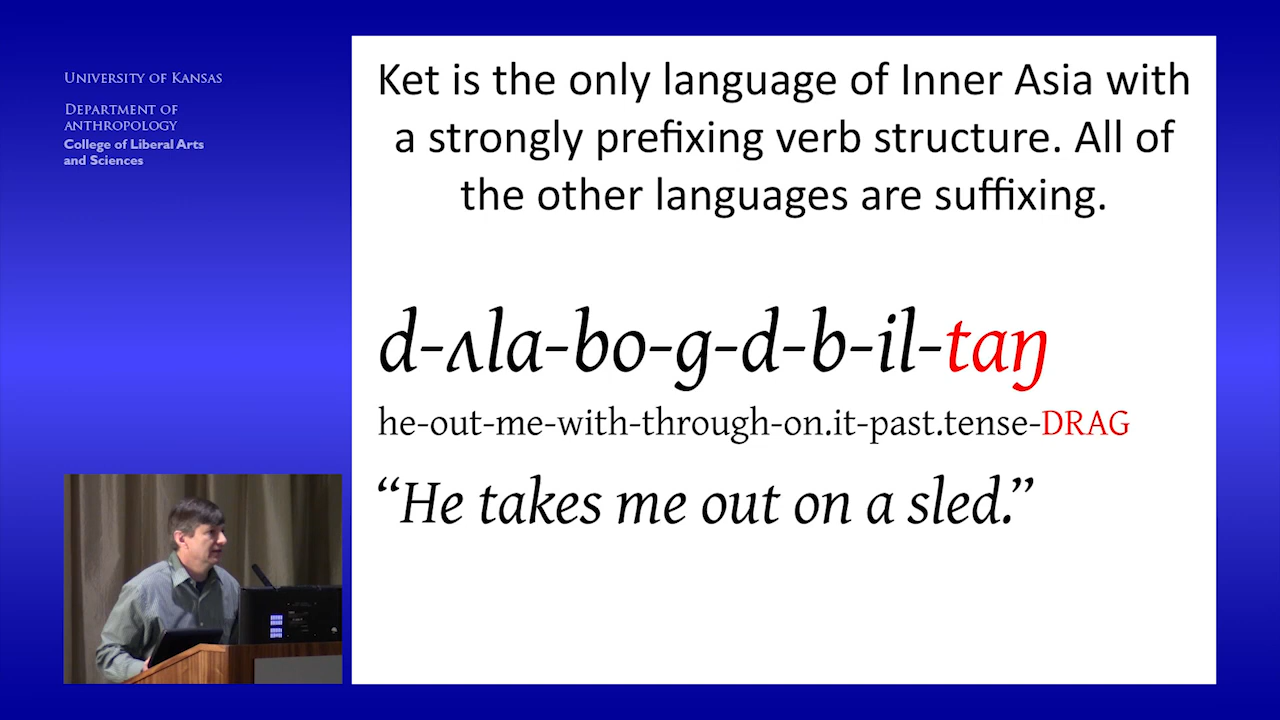 UNIVERSITY OF KANSAS
DEPARTMENT OF
ANTHROPOLOGY
College of Liberal Arts
and Sciences
Ket is the only language of Inner Asia with
a strongly prefixing verb structure. All of
the other languages are suffixing.
d-ʌla-bo-g-d-b-il-taŋ
he-out-me-with-through-on.it-past.tense-DRAG
“He takes me out on a sled.”